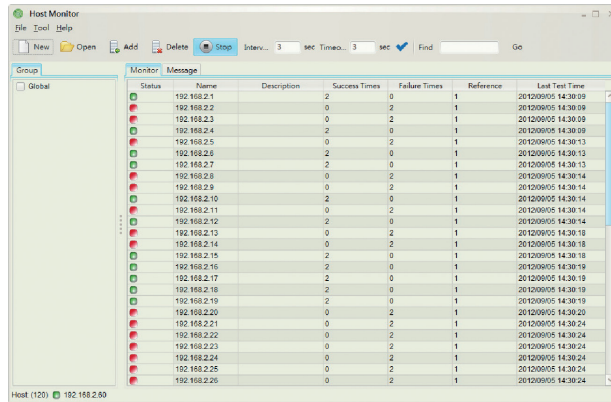 Host Monitor
File Tool Help
New Open Add Delete Stop Interv... 3 sec Timeo... 3 sec Find Go
Group Monitor Message
Global
Status Name Description Success Times Failure Times Reference Last Test Time
192.168.2.1 2 0 1 2012/09/05 14:30:09
192.168.2.2 0 2 1 2012/09/05 14:30:09
192.168.2.3 0 2 1 2012/09/05 14:30:09
192.168.2.4 2 0 1 2012/09/05 14:30:09
192.168.2.5 0 2 1 2012/09/05 14:30:13
192.168.2.6 2 0 1 2012/09/05 14:30:13
192.168.2.7 2 0 1 2012/09/05 14:30:13
192.168.2.8 0 2 1 2012/09/05 14:30:14
192.168.2.9 0 2 1 2012/09/05 14:30:14
192.168.2.10 2 0 1 2012/09/05 14:30:14
192.168.2.11 0 2 1 2012/09/05 14:30:14
192.168.2.12 2 0 1 2012/09/05 14:30:14
192.168.2.13 0 2 1 2012/09/05 14:30:18
192.168.2.14 0 2 1 2012/09/05 14:30:18
192.168.2.15 2 0 1 2012/09/05 14:30:18
192.168.2.16 2 0 1 2012/09/05 14:30:19
192.168.2.17 2 0 1 2012/09/05 14:30:19
192.168.2.18 2 0 1 2012/09/05 14:30:19
192.168.2.19 2 0 1 2012/09/05 14:30:19
192.168.2.20 0 2 1 2012/09/05 14:30:20
192.168.2.21 0 2 1 2012/09/05 14:30:24
192.168.2.22 0 2 1 2012/09/05 14:30:24
192.168.2.23 0 2 1 2012/09/05 14:30:24
192.168.2.24 0 2 1 2012/09/05 14:30:24
192.168.2.25 0 2 1 2012/09/05 14:30:24
192.168.2.26 0 2 1 2012/09/05 14:30:24
Host: (120) 192.168.2.60